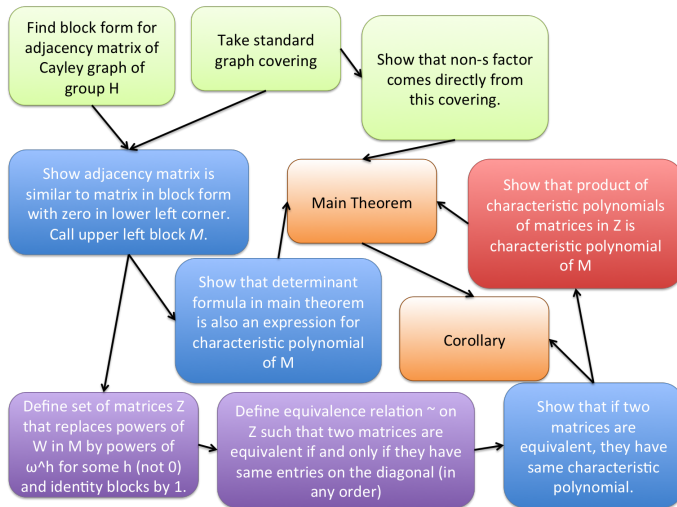 Find block form for
adjacency matrix of
Cayley graph of
group H
Take standard
graph covering
Show that non-s factor
comes directly from
this covering.
Show adjacency matrix is
similar to matrix in block form
with zero in lower left corner.
Call upper left block M.
Main Theorem
Show that product of
characteristic polynomials
of matrices in Z is
characteristic polynomial
of M
Show that determinant
formula in main theorem
is also an expression for
characteristic polynomial
of M
Corollary
Define set of matrices Z
that replaces powers of
W in M by powers of
ω^h for some h (not 0)
and identity blocks by 1.
Define equivalence relation ~ on
Z such that two matrices are
equivalent if and only if they have
same entries on the diagonal (in
any order)
Show that if two
matrices are
equivalent, they have
same characteristic
polynomial.